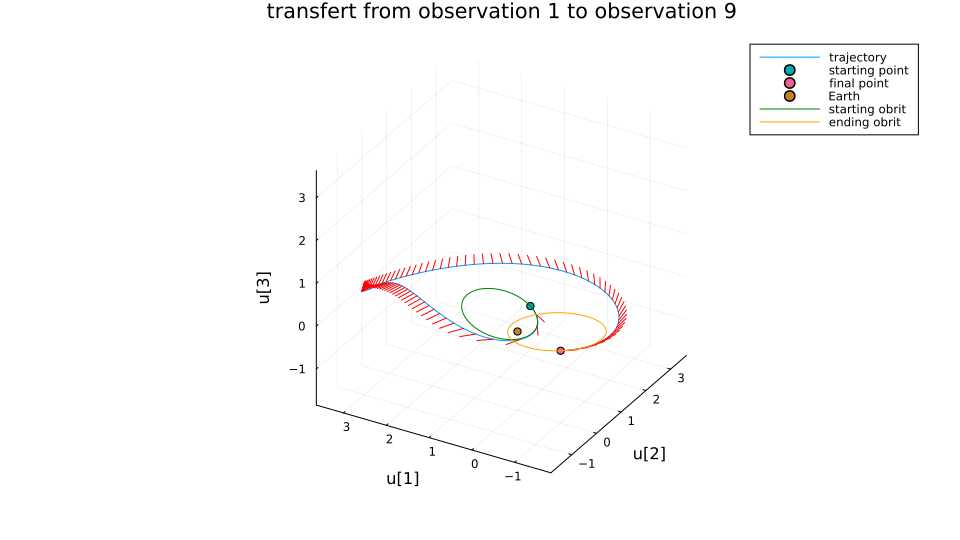 transfert from observation 1 to observation 9
trajectory
starting point
final point
Earth
starting obrit
ending obrit
3
2
1
0
−1
u[3]
3
2
1
0
−1
u[1]
3
2
1
0
−1
u[2]